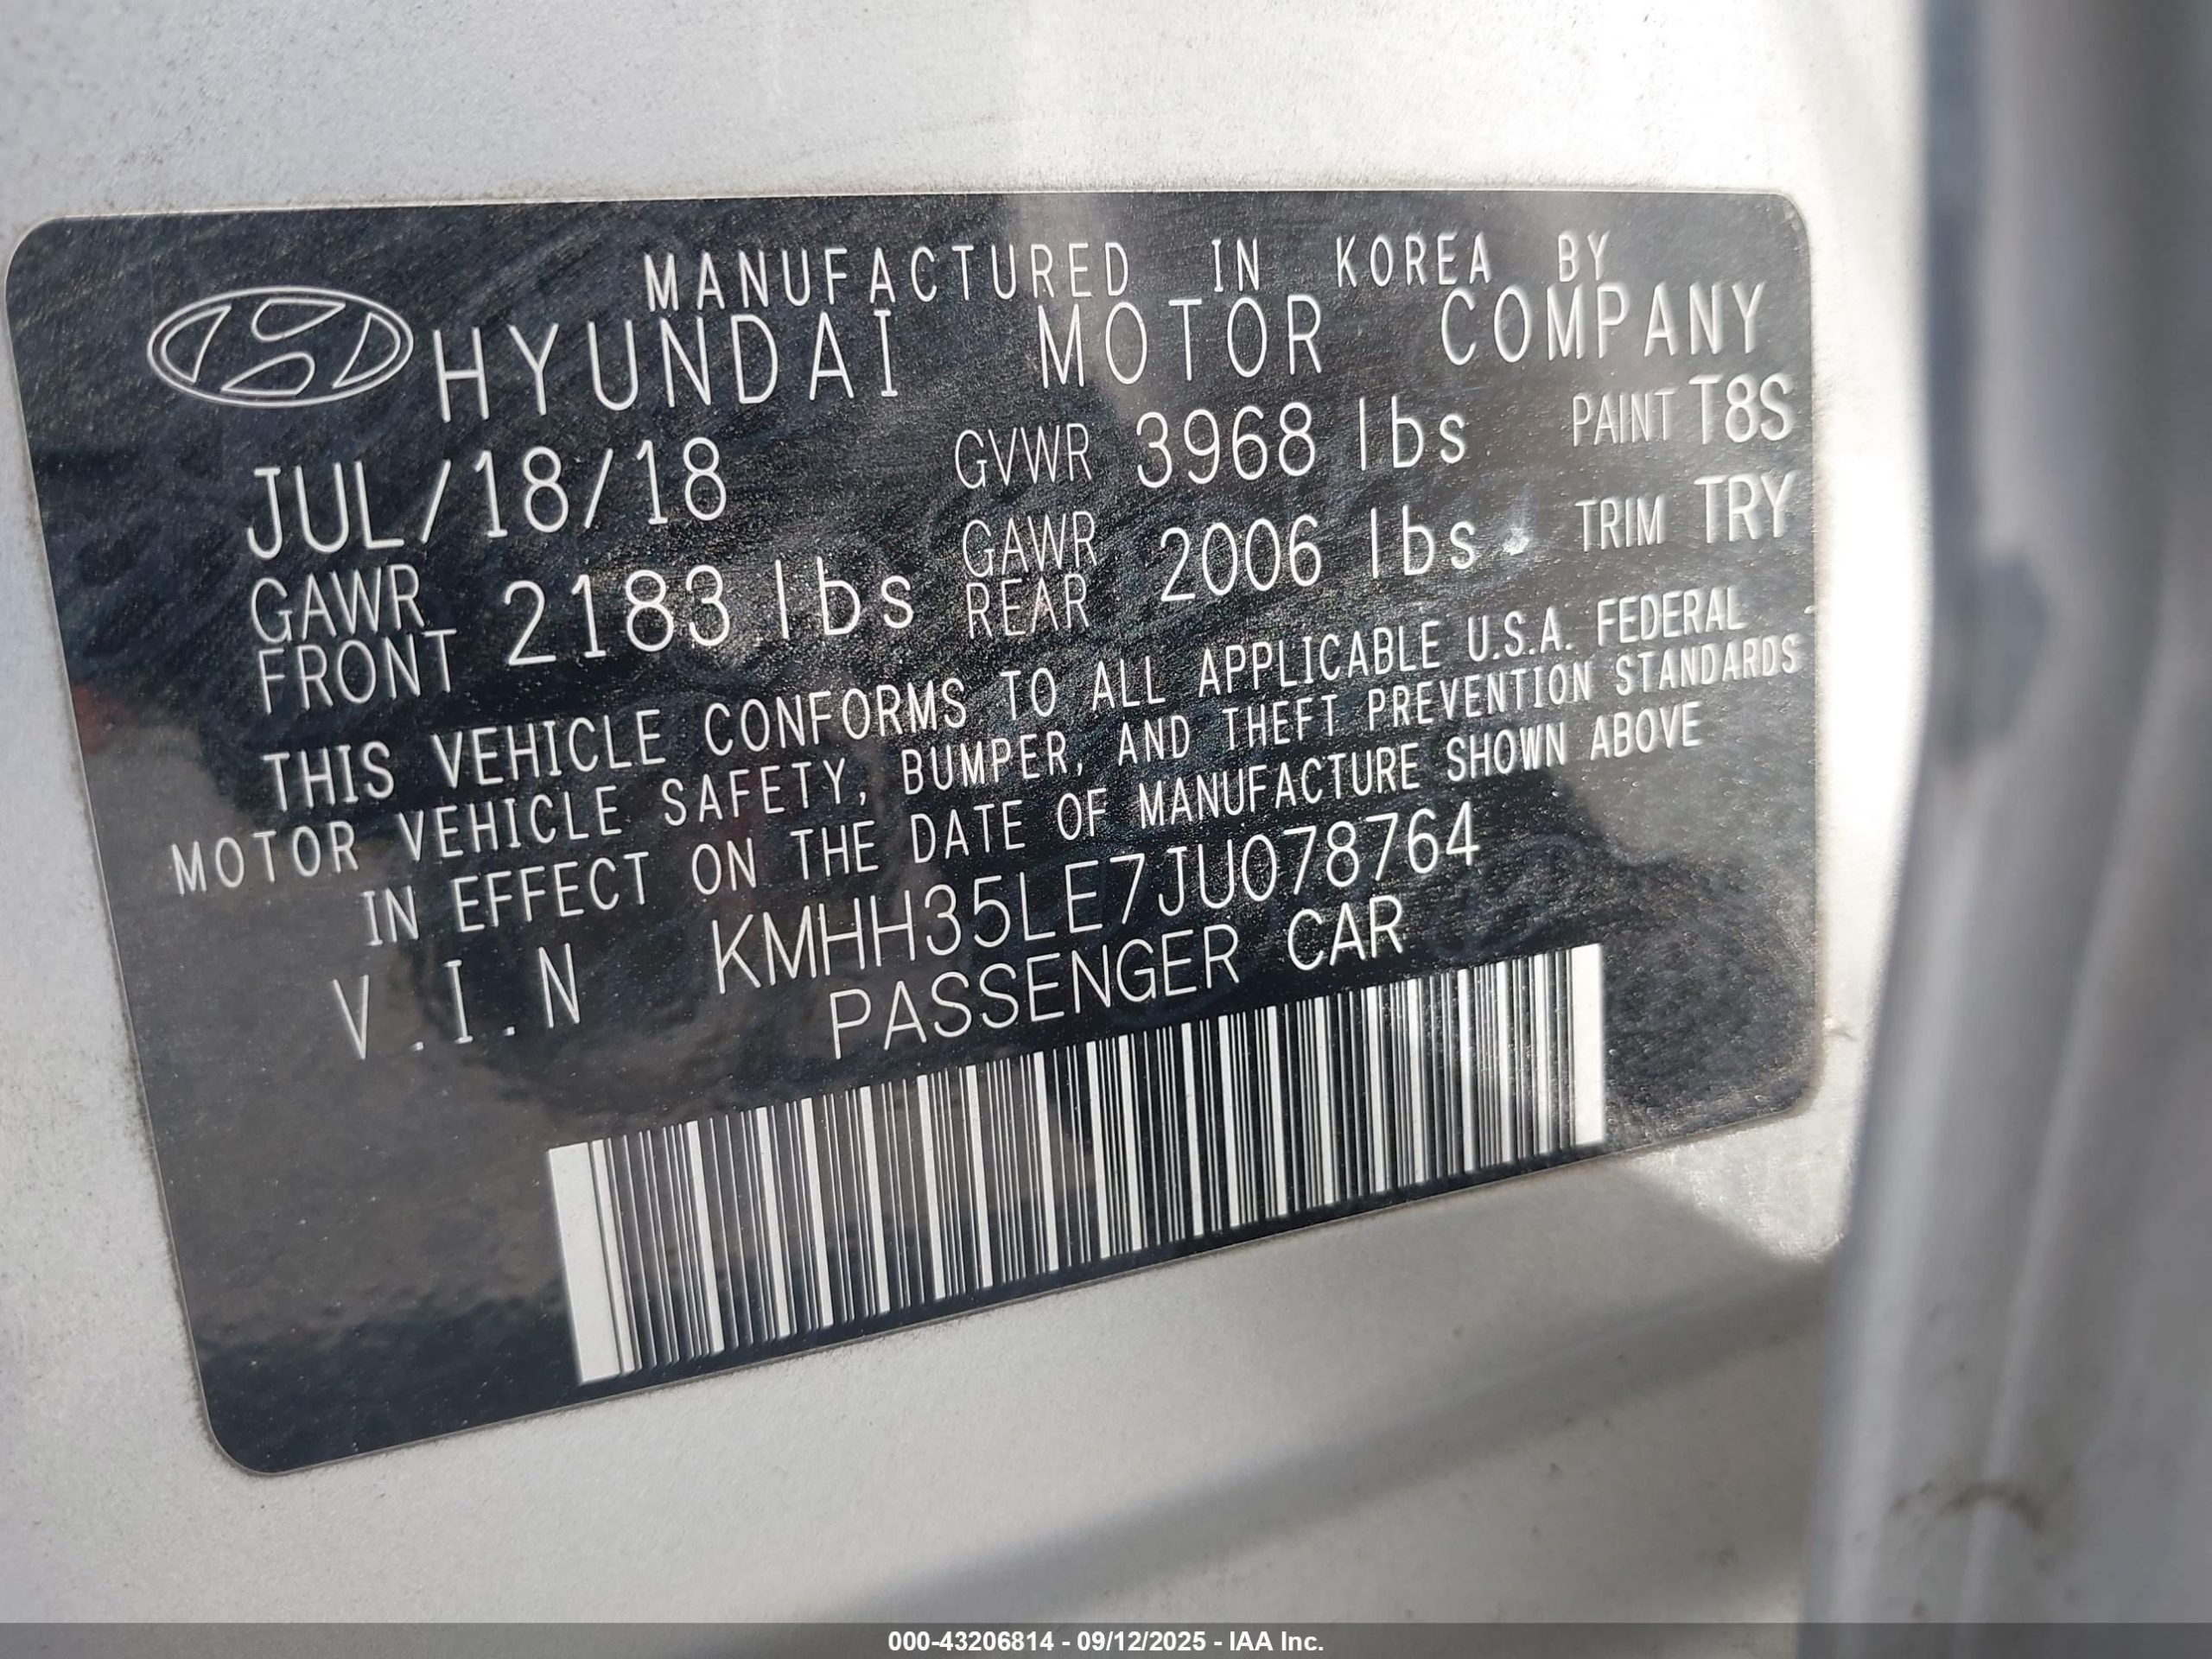 MANUFACTURED IN KOREA BY
HYUNDAI MOTOR COMPANY
JUL/18/18 GVWR 3968 lbs PAINT T8S
GAWR FRONT 2183 lbs GAWR REAR 2006 lbs TRIM TRY
THIS VEHICLE CONFORMS TO ALL APPLICABLE U.S.A. FEDERAL
MOTOR VEHICLE SAFETY, BUMPER, AND THEFT PREVENTION STANDARDS
IN EFFECT ON THE DATE OF MANUFACTURE SHOWN ABOVE
V.I.N KMHH35LE7JU078764
PASSENGER CAR
000-43206814 - 09/12/2025 - IAA Inc.